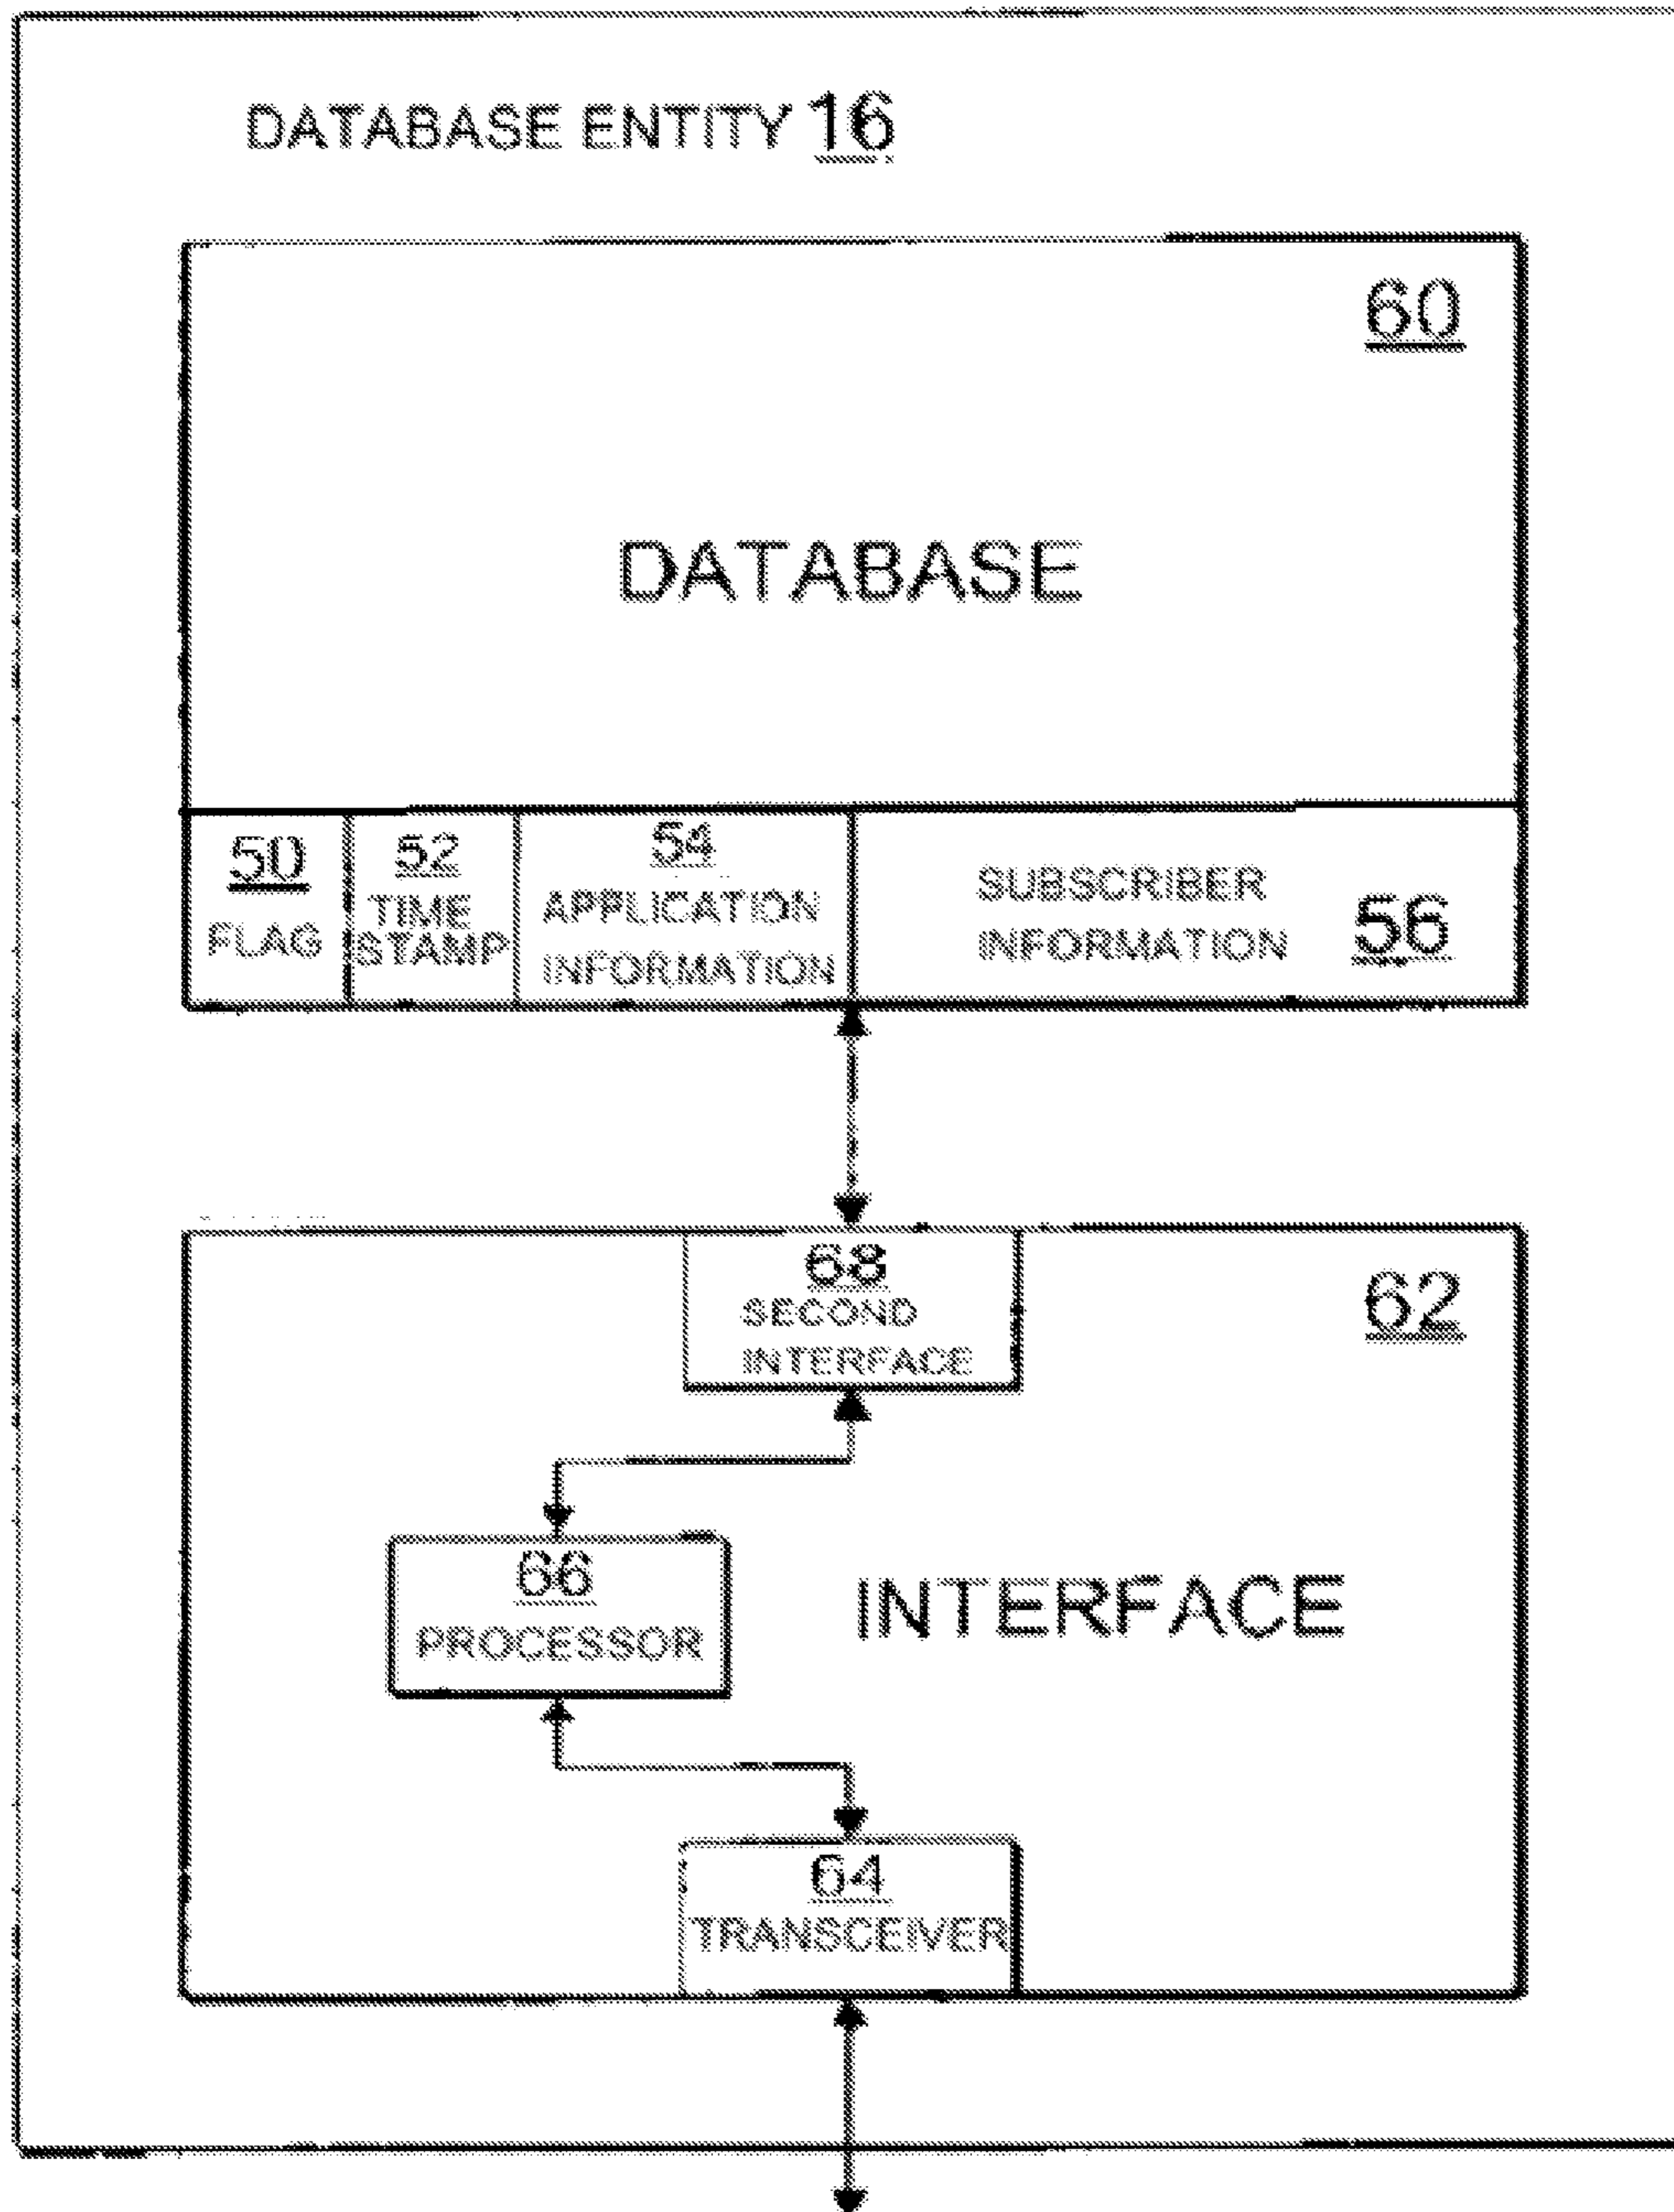 DATABASE ENTITY 16
60
DATABASE
50
FLAG
52
TIME
STAMP
54
APPLICATION
INFORMATION
SUBSCRIBER
INFORMATION 56
68
SECOND
INTERFACE
62
66
PROCESSOR
INTERFACE
64
TRANSCEIVER